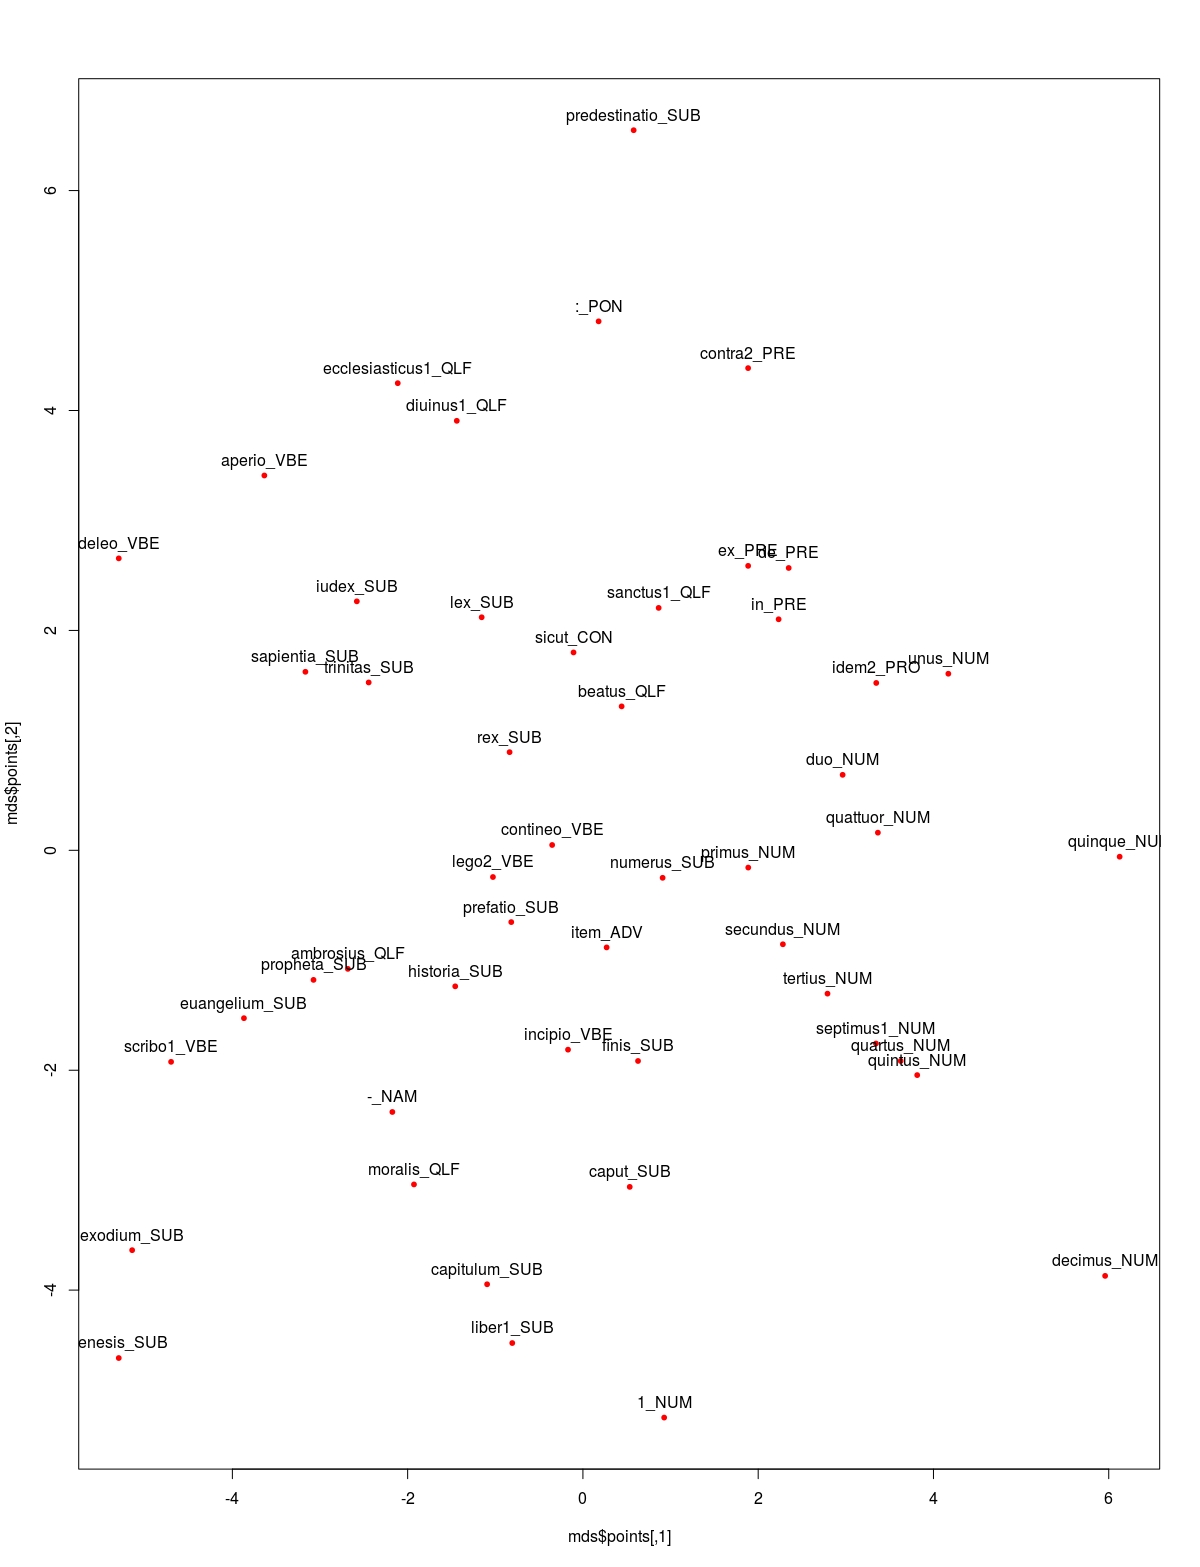 predestinatio_SUB
6
:_PON
contra2_PRE
ecclesiasticus1_QLF
4
diuinus1_QLF
aperio_VBE
deleo_VBE
ex_PRE
de_PRE
iudex_SUB
sanctus1_QLF
lex_SUB
in_PRE
2
sicut_CON
sapientia_SUB
unus_NUM
trinitas_SUB
idem2_PRO
beatus_QLF
rex_SUB
duo_NUM
mds$points[,2]
quattuor_NUM
contineo_VBE
0
quinque_NU
primus_NUM
lego2_VBE
numerus_SUB
prefatio_SUB
secundus_NUM
item_ADV
ambrosius_QLF
propheta_SUB
historia_SUB
tertius_NUM
euangelium_SUB
septimus1_NUM
incipio_VBE
finis_SUB
quartus_NUM
scribo1_VBE
quintus_NUM
-2
-_NAM
moralis_QLF
caput_SUB
exodium_SUB
decimus_NUM
capitulum_SUB
-4
liber1_SUB
enesis_SUB
1_NUM
-4 -2 0 2 4 6
mds$points[,1]